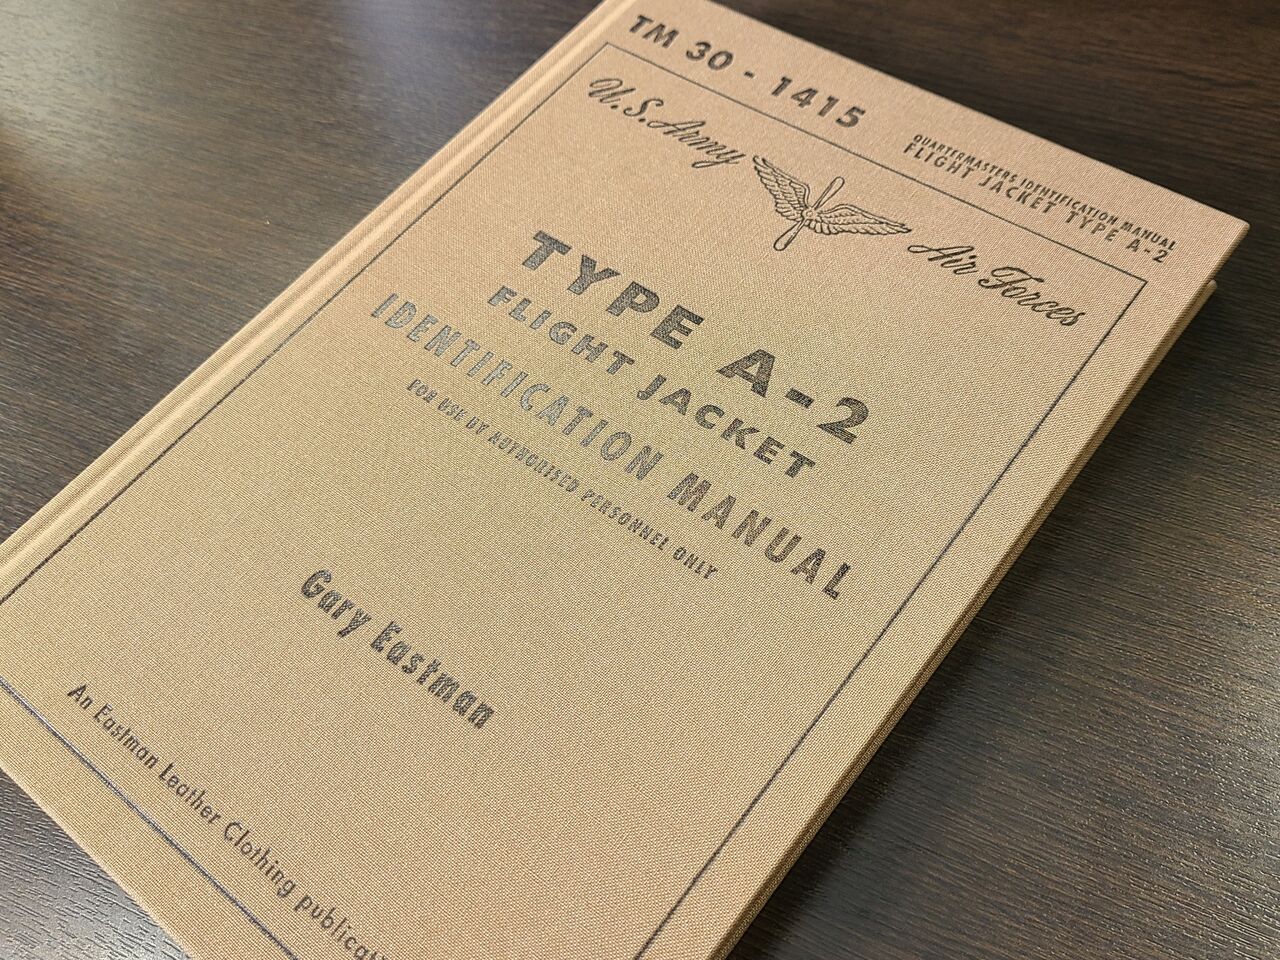 TM 30 - 1415
QUARTERMASTERS IDENTIFICATION MANUAL
FLIGHT JACKET TYPE A-2
U.S. Army Air Forces
TYPE A-2
FLIGHT JACKET
IDENTIFICATION MANUAL
FOR USE BY AUTHORISED PERSONNEL ONLY
Gary Eastman
An Eastman Leather Clothing